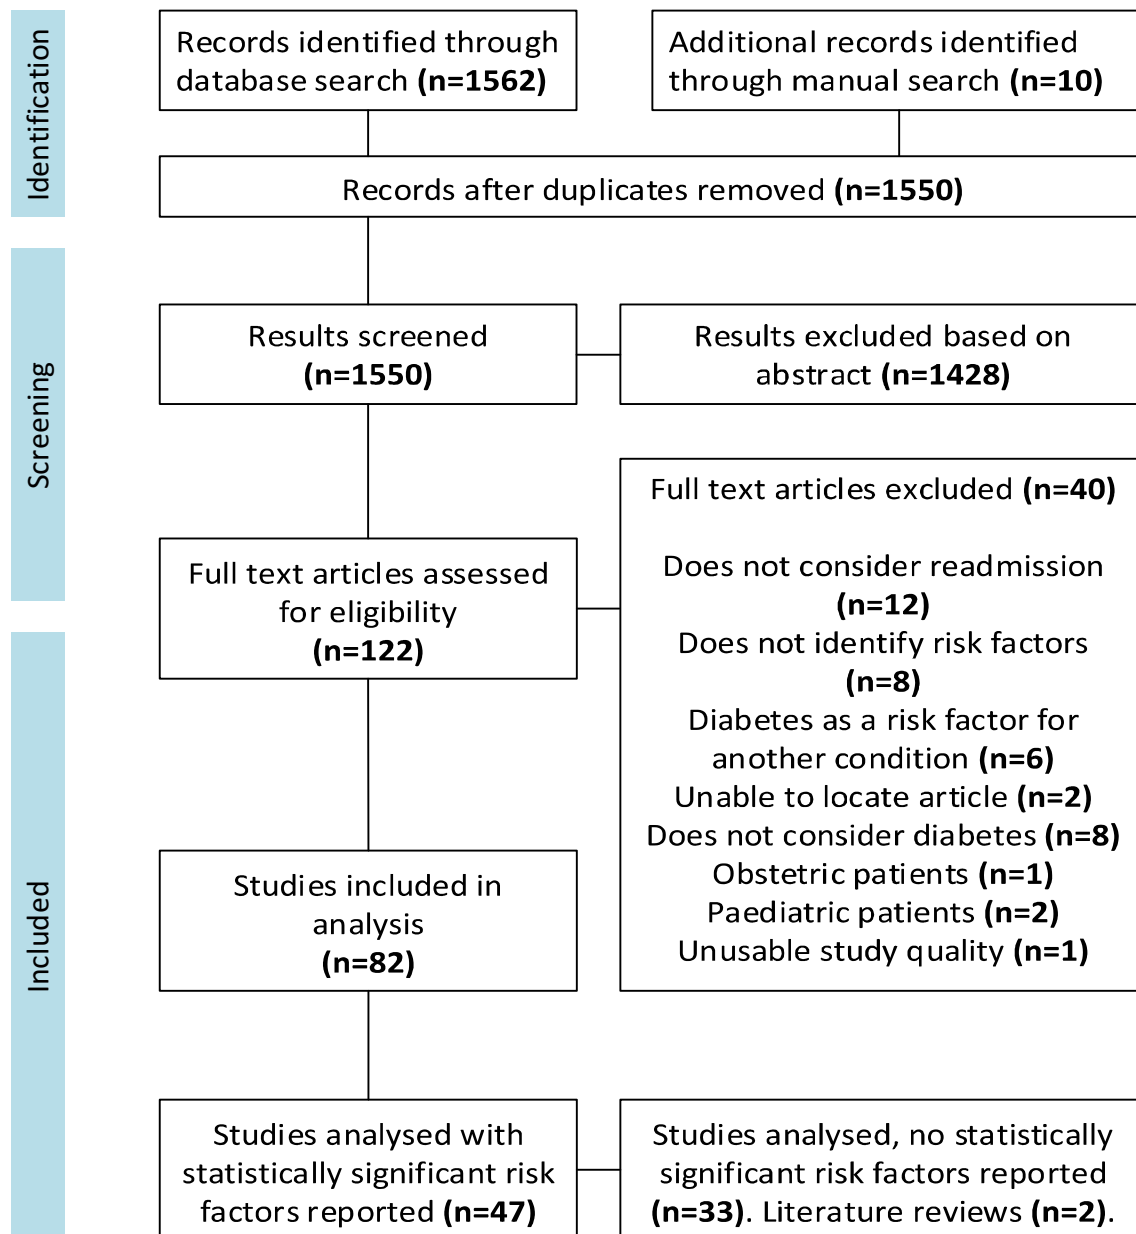 Identification
Records identified through
database search (n=1562)
Additional records identified
through manual search (n=10)
Records after duplicates removed (n=1550)
Screening
Results screened
(n=1550)
Results excluded based on
abstract (n=1428)
Full text articles assessed
for eligibility
(n=122)
Full text articles excluded (n=40)
Does not consider readmission
(n=12)
Does not identify risk factors
(n=8)
Diabetes as a risk factor for
another condition (n=6)
Unable to locate article (n=2)
Does not consider diabetes (n=8)
Obstetric patients (n=1)
Paediatric patients (n=2)
Unusable study quality (n=1)
Included
Studies included in
analysis
(n=82)
Studies analysed with
statistically significant risk
factors reported (n=47)
Studies analysed, no statistically
significant risk factors reported
(n=33). Literature reviews (n=2).